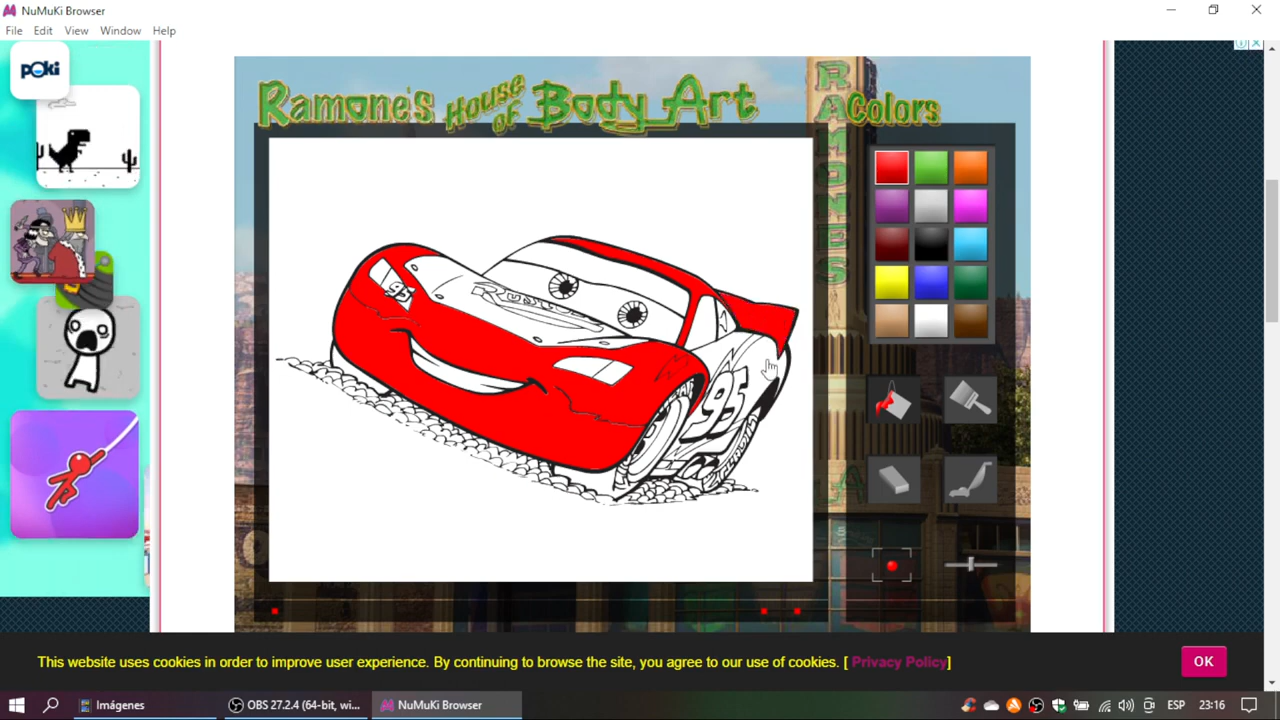 NuMuKi Browser
File Edit View Window Help
poki
Ramone's House of Body Art
Colors
RAMONES
95
This website uses cookies in order to improve user experience. By continuing to browse the site, you agree to our use of cookies. [ Privacy Policy]
OK
Imágenes
OBS 27.2.4 (64-bit, wi...
NuMuKi Browser
ESP
23:16